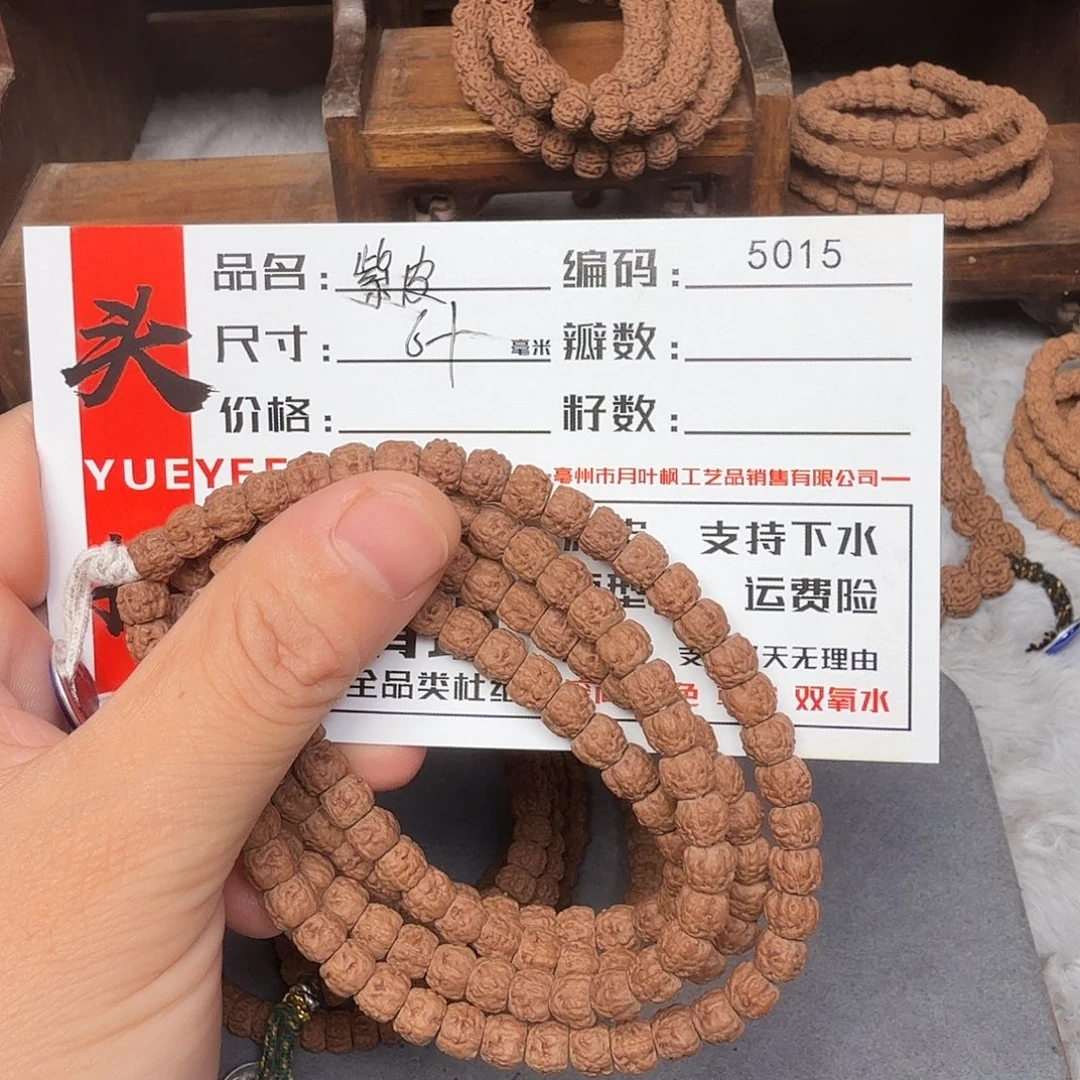 头
品名：紫皮
编码：5015
尺寸：6+ 毫米
瓣数：
价格：
籽数：
YUEYE
亳州市月叶枫工艺品销售有限公司
支持下水
运费险
天无理由
全品类杜绝
双氧水